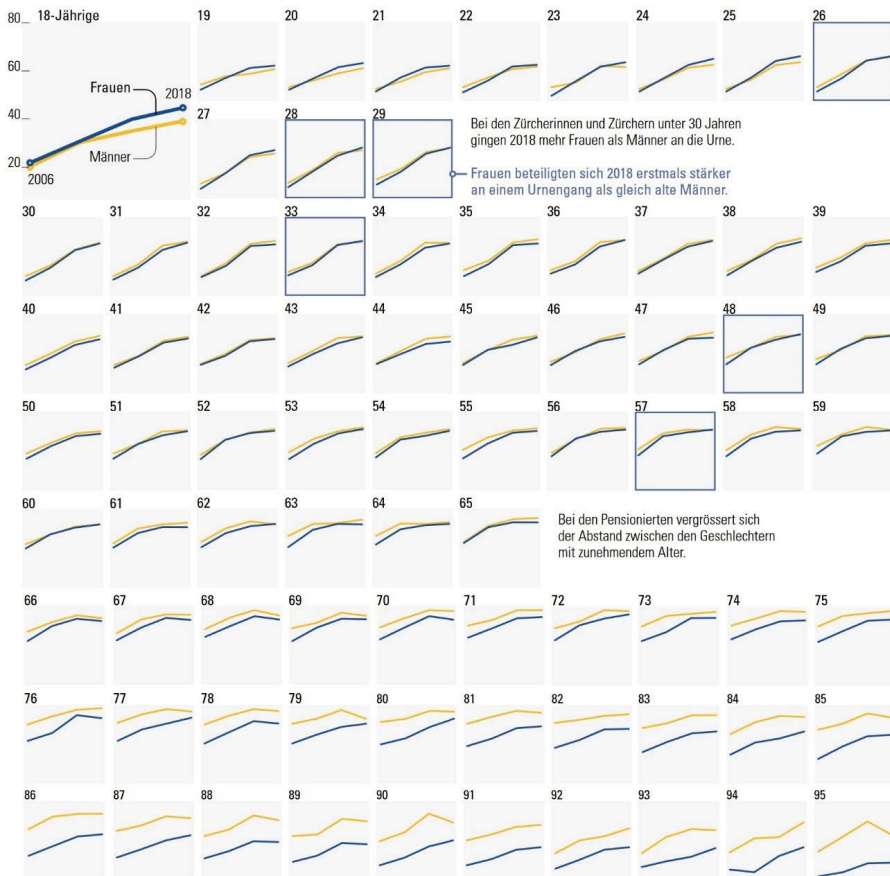 80 18-Jährige 19 20 21 22 23 24 25 26
60
Frauen 2018
40
Männer
20
2006
27 28 29
Bei den Zürcherinnen und Zürchern unter 30 Jahren
gingen 2018 mehr Frauen als Männer an die Urne.
Frauen beteiligten sich 2018 erstmals stärker
an einem Urnengang als gleich alte Männer.
30 31 32 33 34 35 36 37 38 39
40 41 42 43 44 45 46 47 48 49
50 51 52 53 54 55 56 57 58 59
60 61 62 63 64 65
Bei den Pensionierten vergrössert sich
der Abstand zwischen den Geschlechtern
mit zunehmendem Alter.
66 67 68 69 70 71 72 73 74 75
76 77 78 79 80 81 82 83 84 85
86 87 88 89 90 91 92 93 94 95